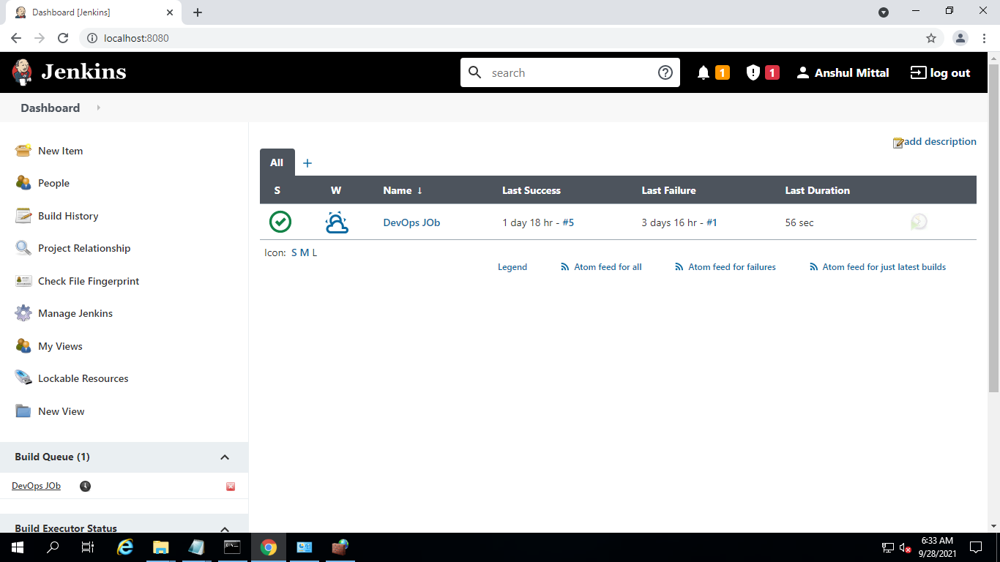 Dashboard [Jenkins]
localhost:8080
Jenkins
search
1
1
Anshul Mittal
log out
Dashboard
New Item
People
Build History
Project Relationship
Check File Fingerprint
Manage Jenkins
My Views
Lockable Resources
New View
Build Queue (1)
DevOps JOb
Build Executor Status
add description
All +
S W Name ↓ Last Success Last Failure Last Duration
DevOps JOb 1 day 18 hr - #5 3 days 16 hr - #1 56 sec
Icon: S M L
Legend Atom feed for all Atom feed for failures Atom feed for just latest builds
6:33 AM
9/28/2021